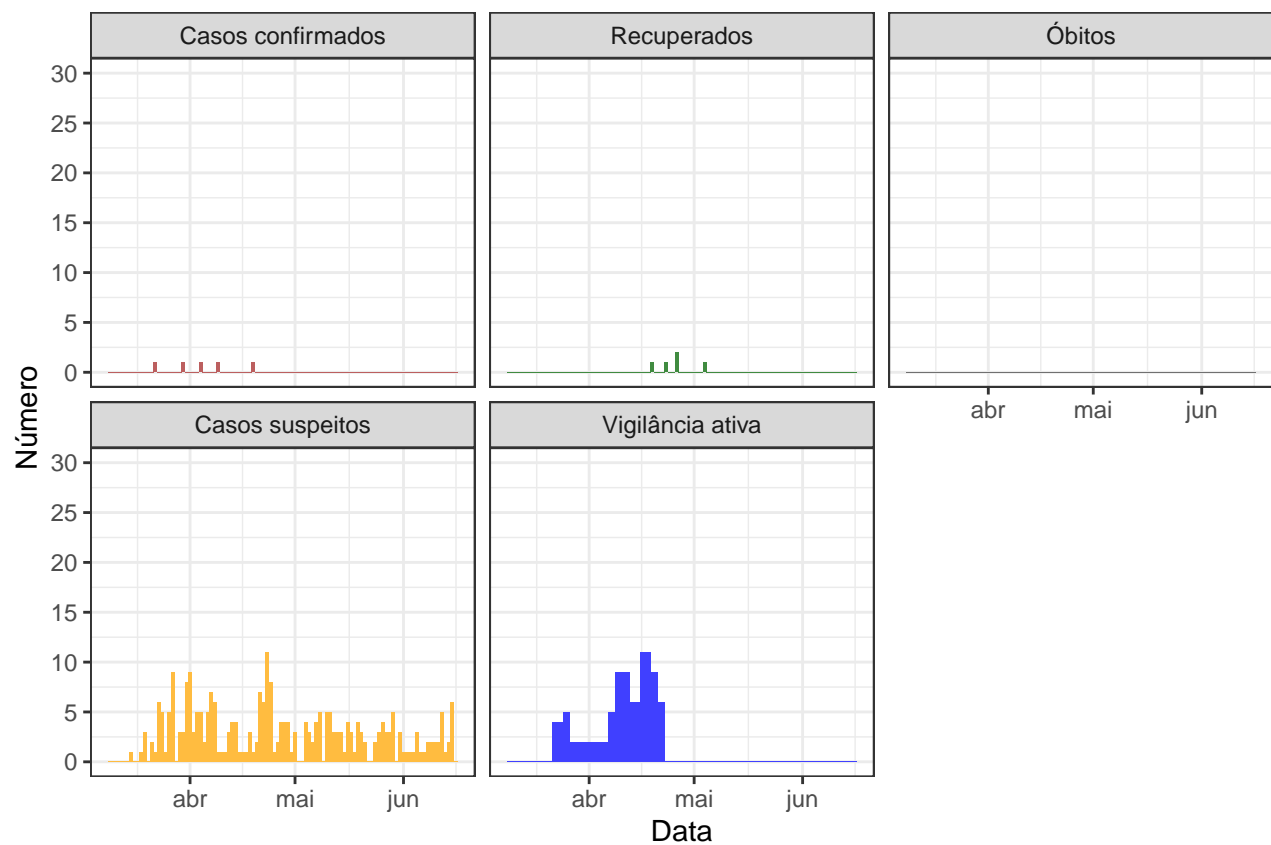 Casos confirmados
Recuperados
Óbitos
30
25
20
15
10
5
0
abr mai jun
Casos suspeitos
Vigilância ativa
30
25
20
15
10
5
0
abr mai jun
abr mai jun
Número
Data